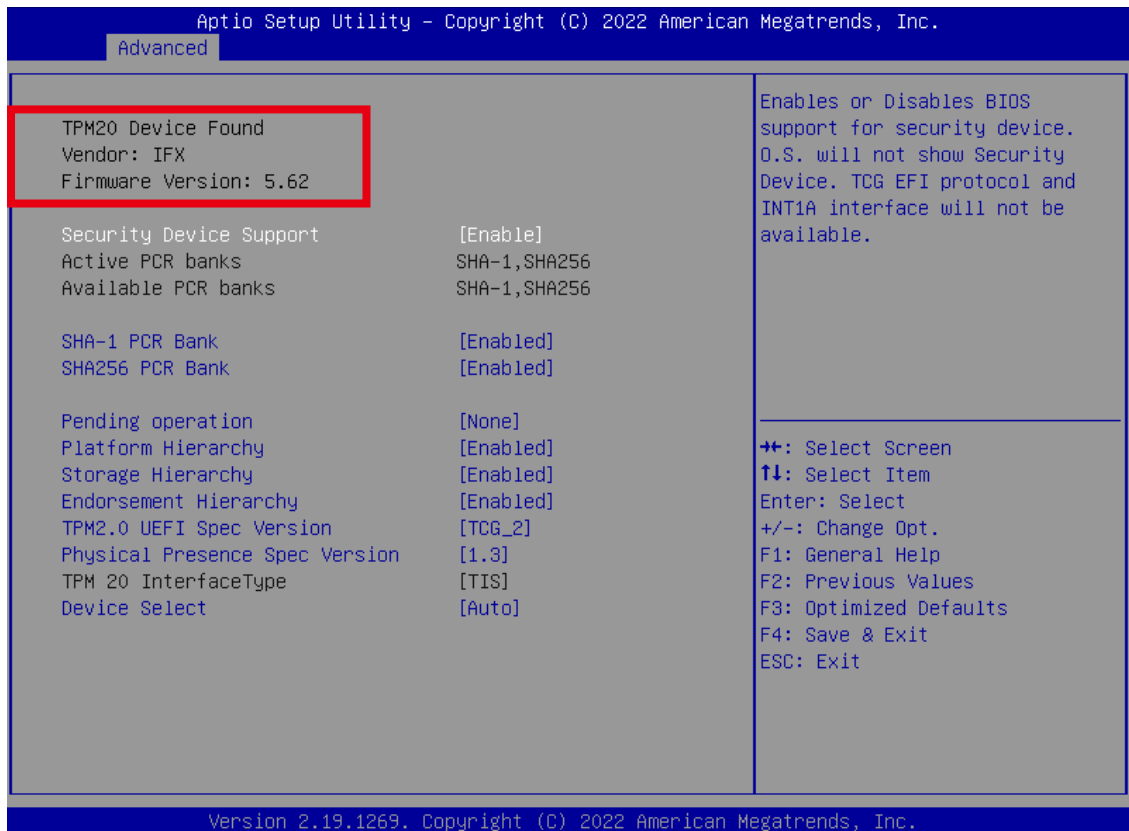 Aptio Setup Utility – Copyright (C) 2022 American Megatrends, Inc.
Advanced
TPM20 Device Found
Vendor: IFX
Firmware Version: 5.62
Security Device Support [Enable]
Active PCR banks SHA-1,SHA256
Available PCR banks SHA-1,SHA256
SHA-1 PCR Bank [Enabled]
SHA256 PCR Bank [Enabled]
Pending operation [None]
Platform Hierarchy [Enabled]
Storage Hierarchy [Enabled]
Endorsement Hierarchy [Enabled]
TPM2.0 UEFI Spec Version [TCG_2]
Physical Presence Spec Version [1.3]
TPM 20 InterfaceType [TIS]
Device Select [Auto]
Enables or Disables BIOS
support for security device.
O.S. will not show Security
Device. TCG EFI protocol and
INT1A interface will not be
available.
→←: Select Screen
↑↓: Select Item
Enter: Select
+/-: Change Opt.
F1: General Help
F2: Previous Values
F3: Optimized Defaults
F4: Save & Exit
ESC: Exit
Version 2.19.1269. Copyright (C) 2022 American Megatrends, Inc.